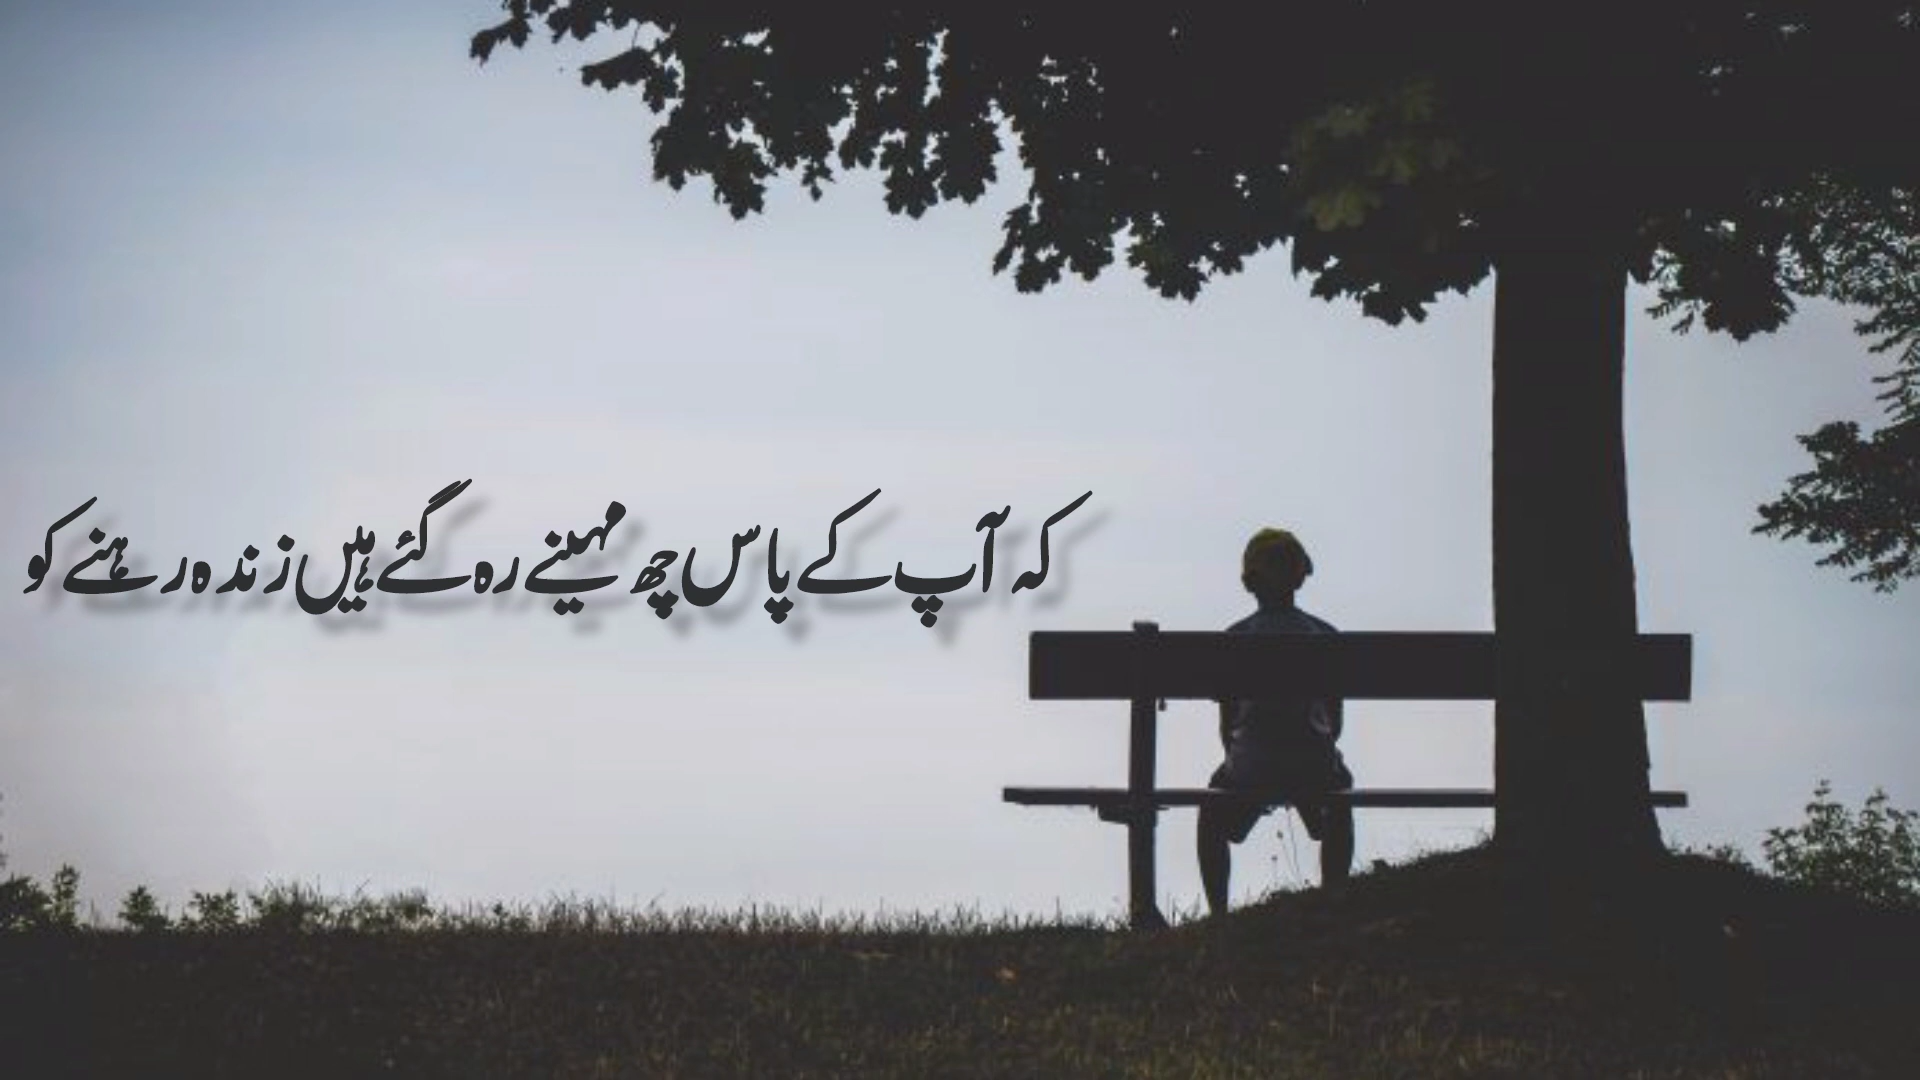 کہ آپ کے پاس چھ مہینے رہ گئے ہیں زندہ رہنے کو